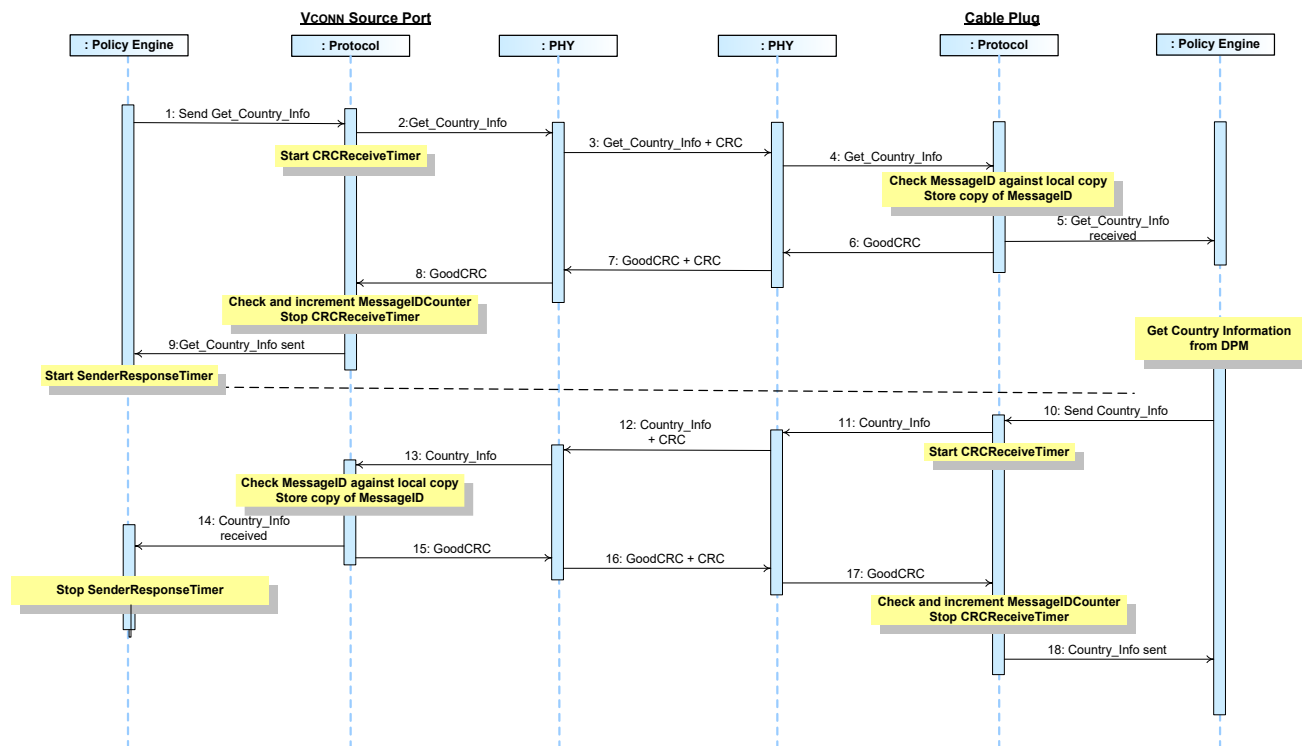 VCONN Source Port
Cable Plug
: Policy Engine
: Protocol
: PHY
: PHY
: Protocol
: Policy Engine
1: Send Get_Country_Info
2:Get_Country_Info
Start CRCReceiveTimer
3: Get_Country_Info + CRC
4: Get_Country_Info
Check MessageID against local copy
Store copy of MessageID
5: Get_Country_Info
received
6: GoodCRC
7: GoodCRC + CRC
8: GoodCRC
Check and increment MessageIDCounter
Stop CRCReceiveTimer
9:Get_Country_Info sent
Get Country Information
from DPM
Start SenderResponseTimer
10: Send Country_Info
11: Country_Info
Start CRCReceiveTimer
12: Country_Info
+ CRC
13: Country_Info
Check MessageID against local copy
Store copy of MessageID
14: Country_Info
received
15: GoodCRC
16: GoodCRC + CRC
17: GoodCRC
Stop SenderResponseTimer
Check and increment MessageIDCounter
Stop CRCReceiveTimer
18: Country_Info sent